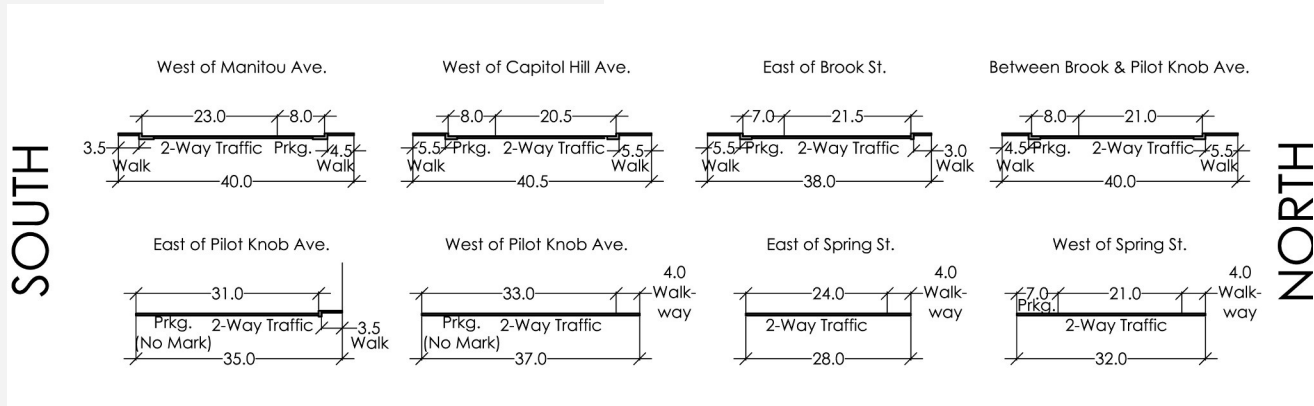 SOUTH
West of Manitou Ave.
23.0
8.0
3.5
Walk
2-Way Traffic
Prkg.
4.5
Walk
40.0
West of Capitol Hill Ave.
8.0
20.5
5.5
Walk
Prkg.
2-Way Traffic
5.5
Walk
40.5
East of Brook St.
7.0
21.5
5.5
Walk
Prkg.
2-Way Traffic
3.0
Walk
38.0
Between Brook & Pilot Knob Ave.
8.0
21.0
4.5
Walk
Prkg.
2-Way Traffic
5.5
Walk
40.0
East of Pilot Knob Ave.
31.0
Prkg.
(No Mark)
2-Way Traffic
3.5
Walk
35.0
West of Pilot Knob Ave.
33.0
4.0
Walk-
way
Prkg.
(No Mark)
2-Way Traffic
37.0
East of Spring St.
24.0
4.0
Walk-
way
2-Way Traffic
28.0
West of Spring St.
7.0
Prkg.
21.0
4.0
Walk-
way
2-Way Traffic
32.0
NORTH